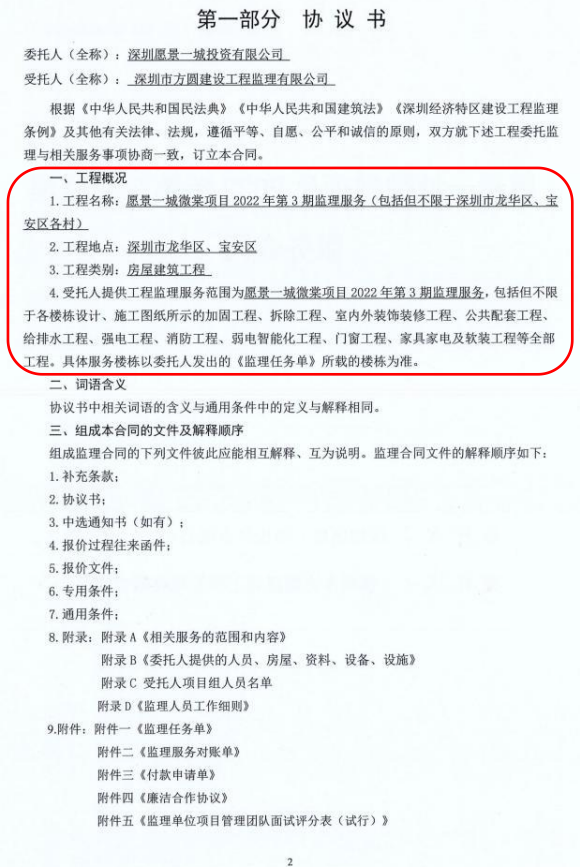 第一部分 协 议 书
委托人（全称）：深圳愿景一城投资有限公司
受托人（全称）：深圳市方圆建设工程监理有限公司
根据《中华人民共和国民法典》《中华人民共和国建筑法》《深圳经济特区建设工程监理
条例》及其他有关法律、法规，遵循平等、自愿、公平和诚信的原则，双方就下述工程委托监
理与相关服务事项协商一致，订立本合同。
一、工程概况
1.工程名称：愿景一城微棠项目 2022 年第 3 期监理服务（包括但不限于深圳市龙华区、宝
安区各村）
2.工程地点：深圳市龙华区、宝安区
3.工程类别：房屋建筑工程
4.受托人提供工程监理服务范围为愿景一城微棠项目 2022 年第 3 期监理服务，包括但不限
于各楼栋设计、施工图纸所示的加固工程、拆除工程、室内外装饰装修工程、公共配套工程、
给排水工程、强电工程、消防工程、弱电智能化工程、门窗工程、家具家电及软装工程等全部
工程。具体服务楼栋以委托人发出的《监理任务单》所载的楼栋为准。
二、词语含义
协议书中相关词语的含义与通用条件中的定义与解释相同。
三、组成本合同的文件及解释顺序
组成监理合同的下列文件彼此应能相互解释、互为说明。监理合同文件的解释顺序如下：
1.补充条款；
2.协议书；
3.中选通知书（如有）；
4.报价过程往来函件；
5.报价文件；
6.专用条件；
7.通用条件；
8.附录：附录 A《相关服务的范围和内容》
附录 B《委托人提供的人员、房屋、资料、设备、设施》
附录 C 受托人项目组人员名单
附录 D《监理人员工作细则》
9.附件：附件一《监理任务单》
附件二《监理服务对账单》
附件三《付款申请单》
附件四《廉洁合作协议》
附件五《监理单位项目管理团队面试评分表（试行）》
2